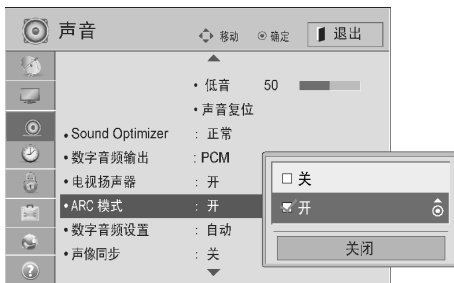 声音 移动 确定 退出
• 低音 50
• 声音复位
• Sound Optimizer : 正常
• 数字音频输出 : PCM
• 电视扬声器 : 开
• ARC 模式 : 开
• 数字音频设置 : 自动
• 声像同步 : 关
关
开
关闭